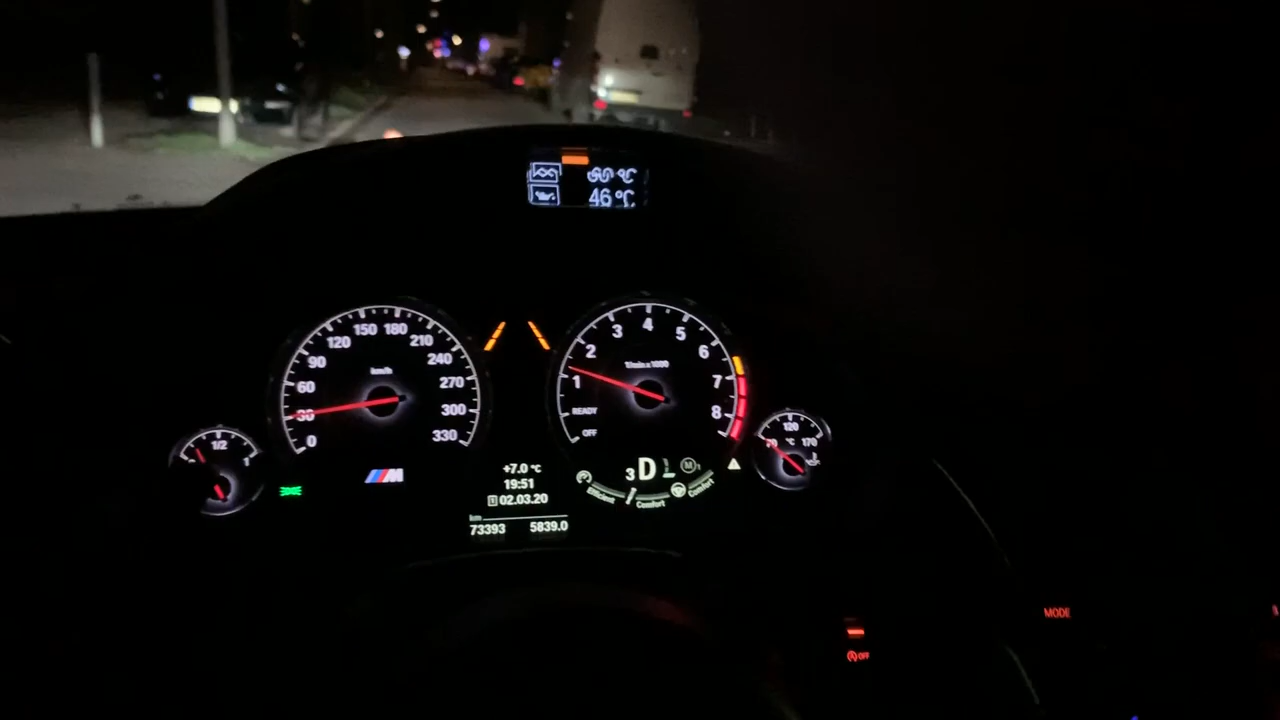 46 °C
150 180
120 210
90 240
60 270
30 300
0 330
km/h
3 4 5
2 6
1 7
8
1/min x 1000
READY
OFF
1/2
120
70 °C 170
M
+7.0 °C
19:51
1 02.03.20
km
73393 5839.0
3 D
M 1
Efficient
Comfort
Comfort
MODE
OFF